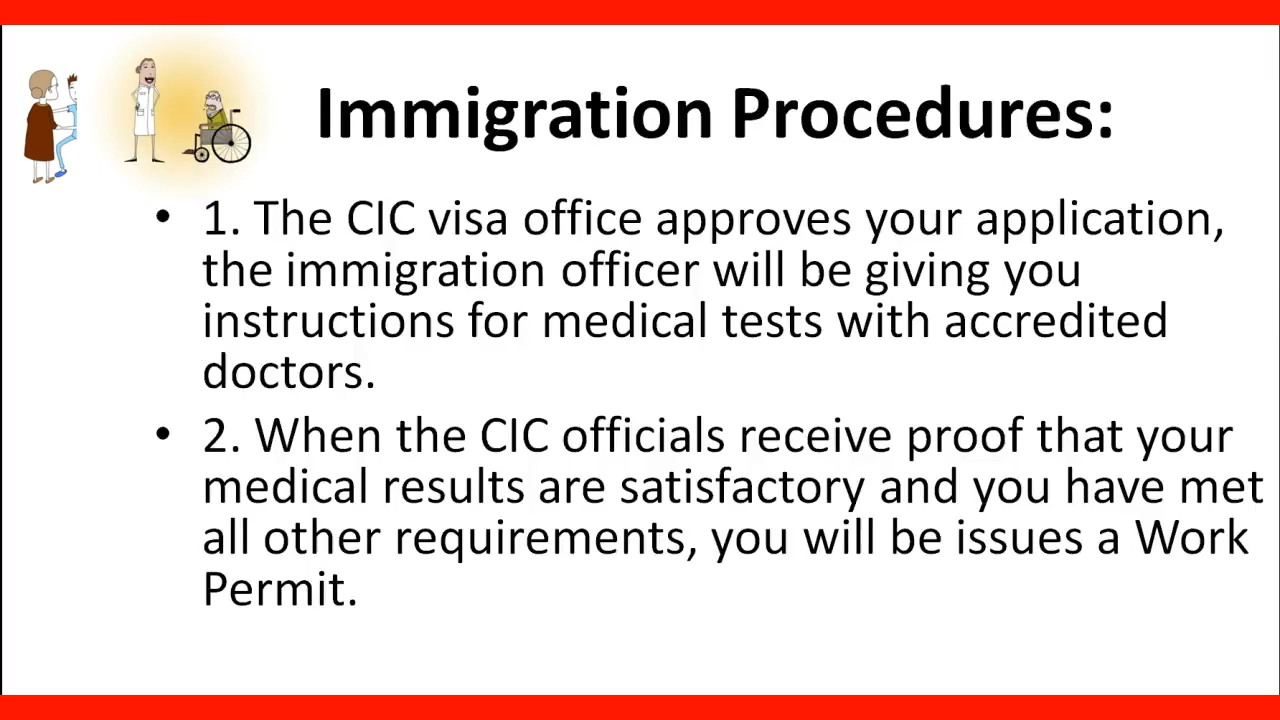 Immigration Procedures:
• 1. The CIC visa office approves your application,
the immigration officer will be giving you
instructions for medical tests with accredited
doctors.
• 2. When the CIC officials receive proof that your
medical results are satisfactory and you have met
all other requirements, you will be issues a Work
Permit.